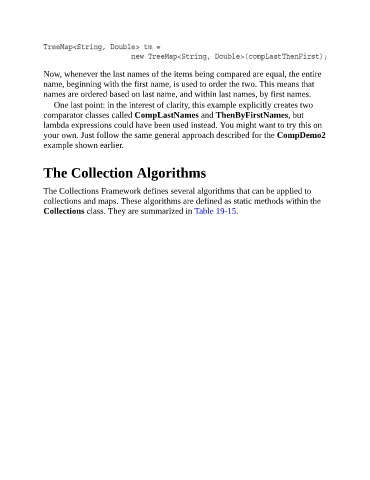 TreeMap<String, Double> tm =
new TreeMap<String, Double>(compLastThenFirst);
Now, whenever the last names of the items being compared are equal, the entire
name, beginning with the first name, is used to order the two. This means that
names are ordered based on last name, and within last names, by first names.
One last point: in the interest of clarity, this example explicitly creates two
comparator classes called CompLastNames and ThenByFirstNames, but
lambda expressions could have been used instead. You might want to try this on
your own. Just follow the same general approach described for the CompDemo2
example shown earlier.
The Collection Algorithms
The Collections Framework defines several algorithms that can be applied to
collections and maps. These algorithms are defined as static methods within the
Collections class. They are summarized in Table 19-15.